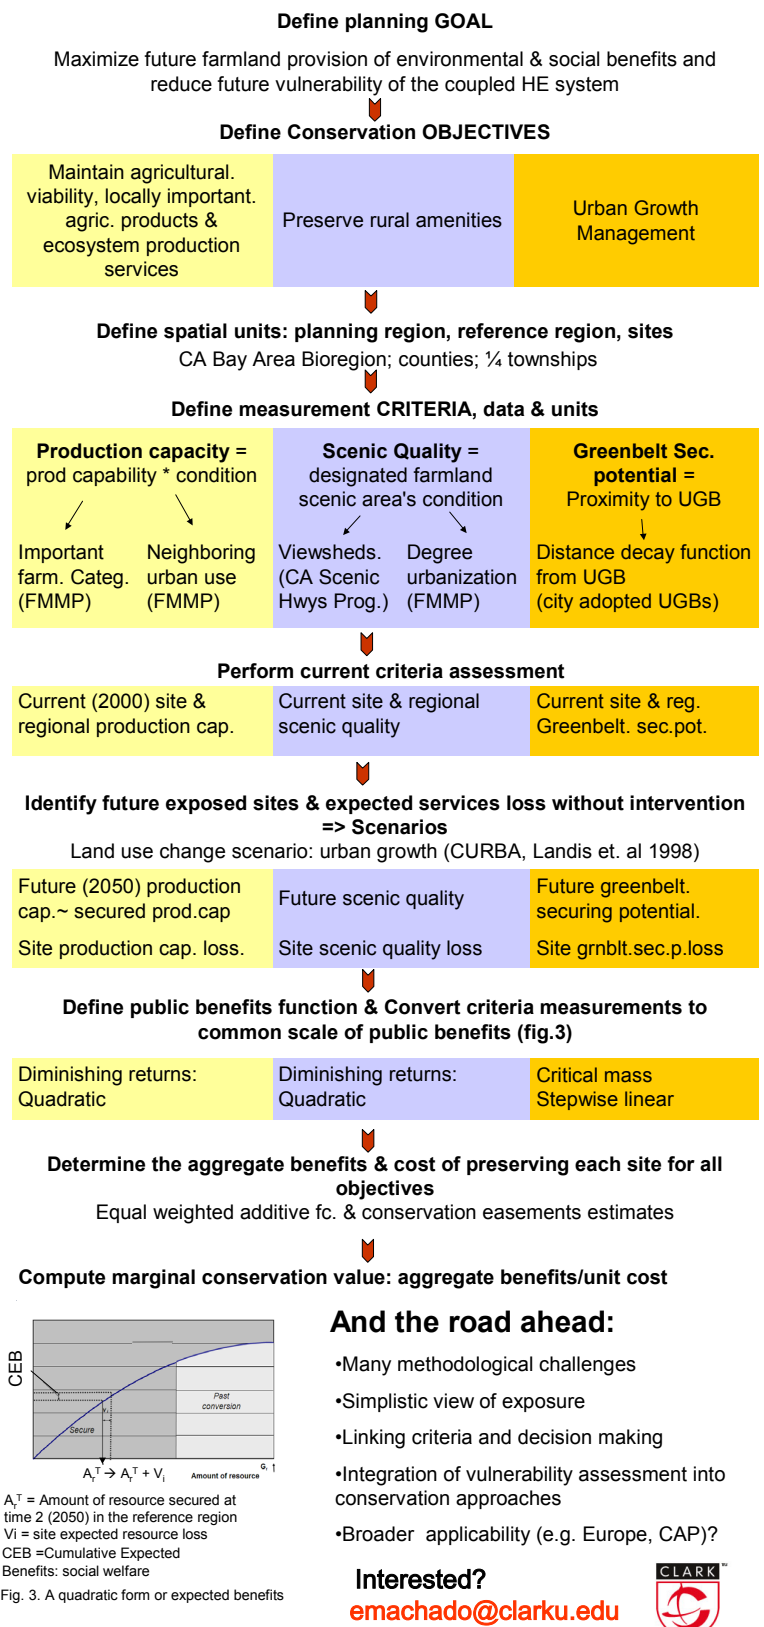 Define planning GOAL
Maximize future farmland provision of environmental & social benefits and
reduce future vulnerability of the coupled HE system
Define Conservation OBJECTIVES
Maintain agricultural.
viability, locally important.
agric. products &
ecosystem production
services
Preserve rural amenities
Urban Growth
Management
Define spatial units: planning region, reference region, sites
CA Bay Area Bioregion; counties; ¼ townships
Define measurement CRITERIA, data & units
Production capacity =
prod capability * condition
Important
farm. Categ.
(FMMP)
Neighboring
urban use
(FMMP)
Scenic Quality =
designated farmland
scenic area's condition
Viewsheds.
(CA Scenic
Hwys Prog.)
Degree
urbanization
(FMMP)
Greenbelt Sec.
potential =
Proximity to UGB
Distance decay function
from UGB
(city adopted UGBs)
Perform current criteria assessment
Current (2000) site &
regional production cap.
Current site & regional
scenic quality
Current site & reg.
Greenbelt. sec.pot.
Identify future exposed sites & expected services loss without intervention
=> Scenarios
Land use change scenario: urban growth (CURBA, Landis et. al 1998)
Future (2050) production
cap.~ secured prod.cap
Site production cap. loss.
Future scenic quality
Site scenic quality loss
Future greenbelt.
securing potential.
Site grnblt.sec.p.loss
Define public benefits function & Convert criteria measurements to
common scale of public benefits (fig.3)
Diminishing returns:
Quadratic
Diminishing returns:
Quadratic
Critical mass
Stepwise linear
Determine the aggregate benefits & cost of preserving each site for all
objectives
Equal weighted additive fc. & conservation easements estimates
Compute marginal conservation value: aggregate benefits/unit cost
CEB
Past
conversion
Secure
A_r^T → A_r^T + V_i
Amount of resource
A_r^T = Amount of resource secured at
time 2 (2050) in the reference region
Vi = site expected resource loss
CEB =Cumulative Expected
Benefits: social welfare
Fig. 3. A quadratic form or expected benefits
And the road ahead:
•Many methodological challenges
•Simplistic view of exposure
•Linking criteria and decision making
•Integration of vulnerability assessment into
conservation approaches
•Broader applicability (e.g. Europe, CAP)?
Interested?
emachado@clarku.edu
CLARK